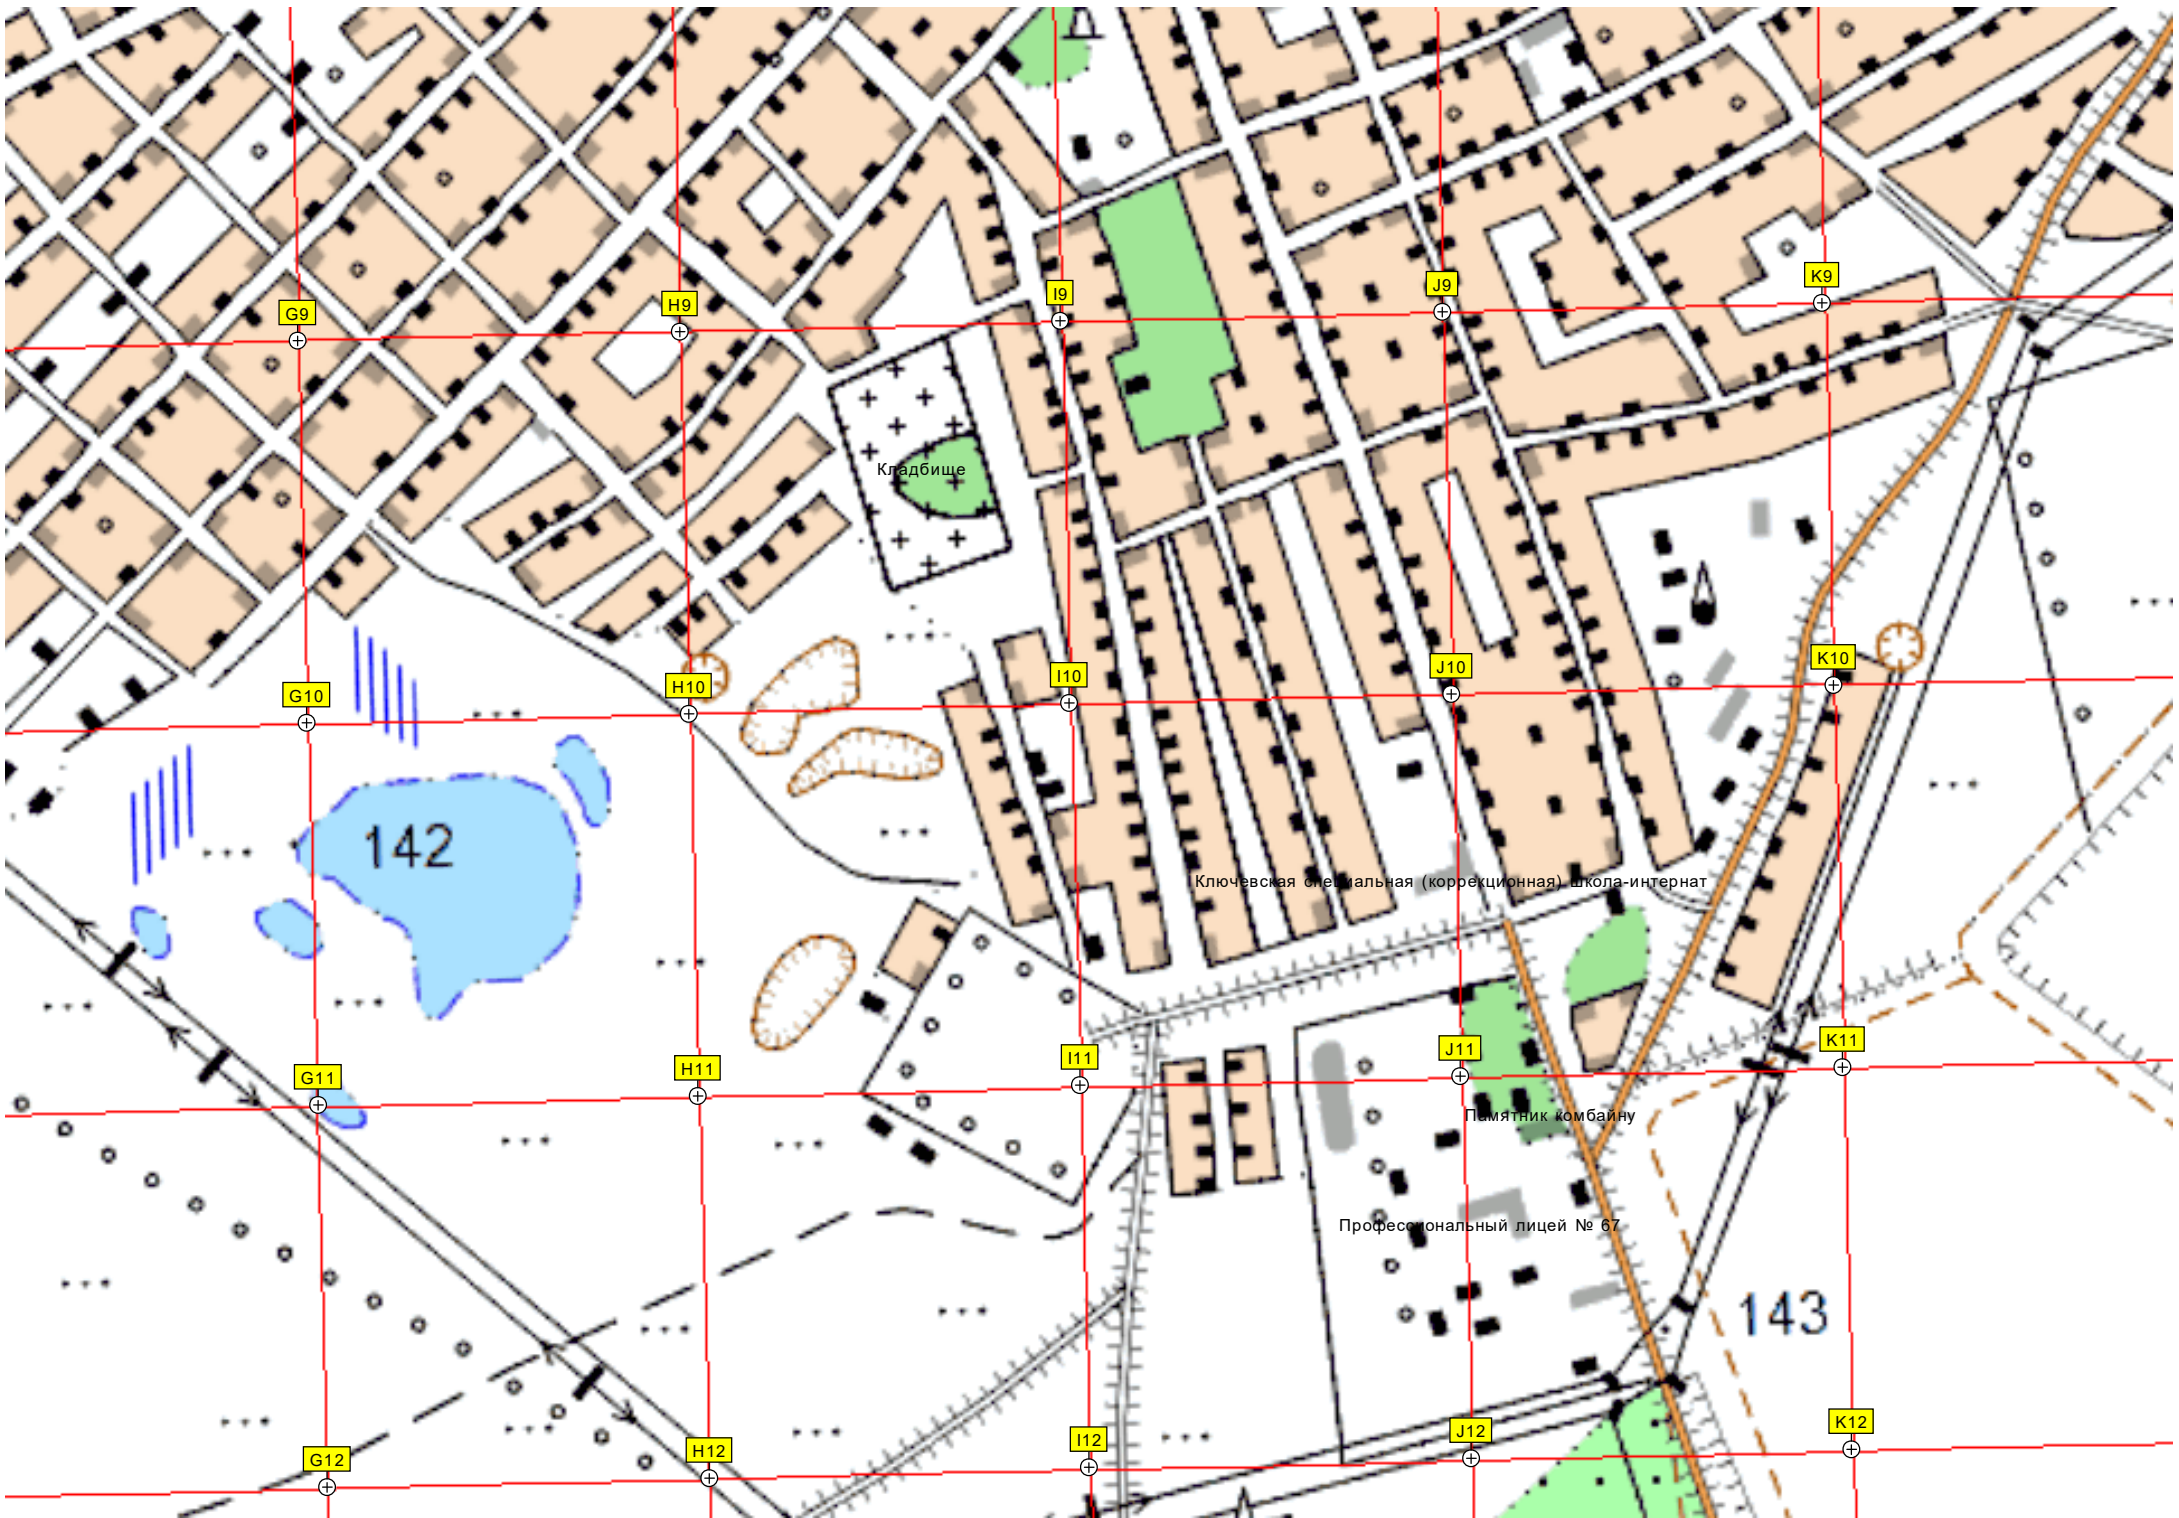 K9
J9
I9
H9
G9
Кладбище
K10
J10
I10
H10
G10
142
Ключевская специальная (коррекционная) школа-интернат
K11
J11
I11
H11
G11
Памятник комбайну
Профессиональный лицей № 67
143
K12
J12
I12
H12
G12